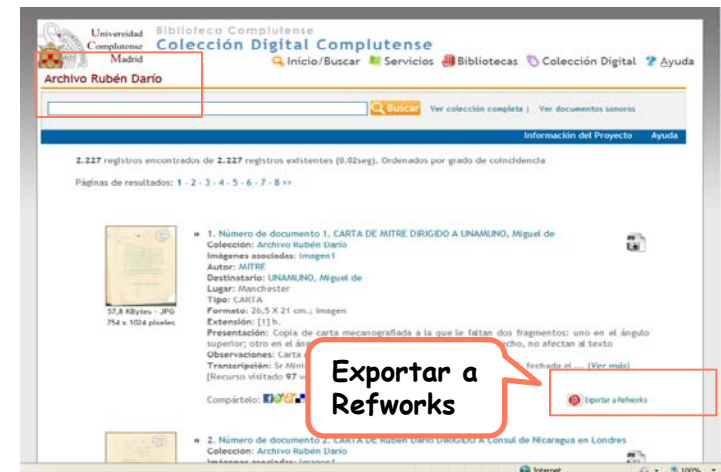 Universidad
Complutense
Madrid
Biblioteca Complutense
Colección Digital Complutense
Inicio/Buscar Servicios Bibliotecas Colección Digital Ayuda
Archivo Rubén Darío
Buscar Ver colección completa | Ver documentos sonoros
Información del Proyecto Ayuda
2.227 registros encontrados de 2.227 registros existentes (0.02seg). Ordenados por grado de coincidencia
Páginas de resultados: 1 - 2 - 3 - 4 - 5 - 6 - 7 - 8 »
1. Número de documento 1. CARTA DE MITRE DIRIGIDO A UNAMUNO, Miguel de
Colección: Archivo Rubén Darío
Imágenes asociadas: Imagen1
Autor: MITRE
Destinatario: UNAMUNO, Miguel de
Lugar: Manchester
Tipo: CARTA
57,8 KBytes - JPG
754 x 1024 píxeles
Formato: 26,5 X 21 cm.; Imagen
Extensión: [1] h.
Presentación: Copia de carta mecanografiada a la que le faltan dos fragmentos: uno en el ángulo
superior; otro en el án echo, no afectan al texto
Observaciones: Carta
Transcripción: Sr Mini fechada el ... (Ver más)
[Recurso visitado 97 v
Compártelo:
Exportar a
Refworks
Exportar a Refworks
2. Número de documento 2. CARTA DE Rubén Darío DIRIGIDO A Consul de Nicaragua en Londres
Colección: Archivo Rubén Darío
Imágenes asociadas: Imagen1
Internet 100%